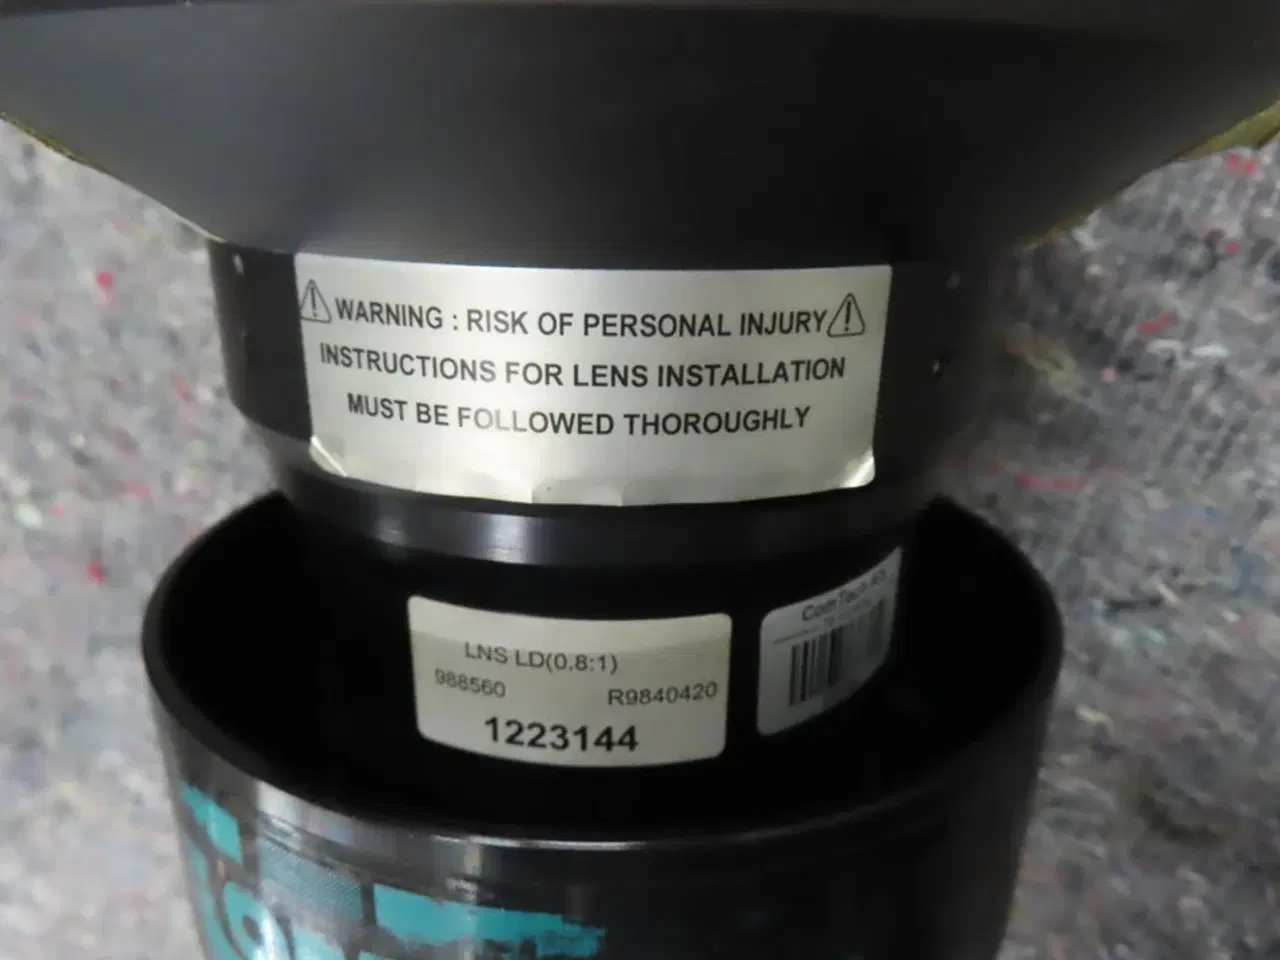 WARNING : RISK OF PERSONAL INJURY
INSTRUCTIONS FOR LENS INSTALLATION
MUST BE FOLLOWED THOROUGHLY
LNS LD(0.8:1)
988560 R9840420
1223144